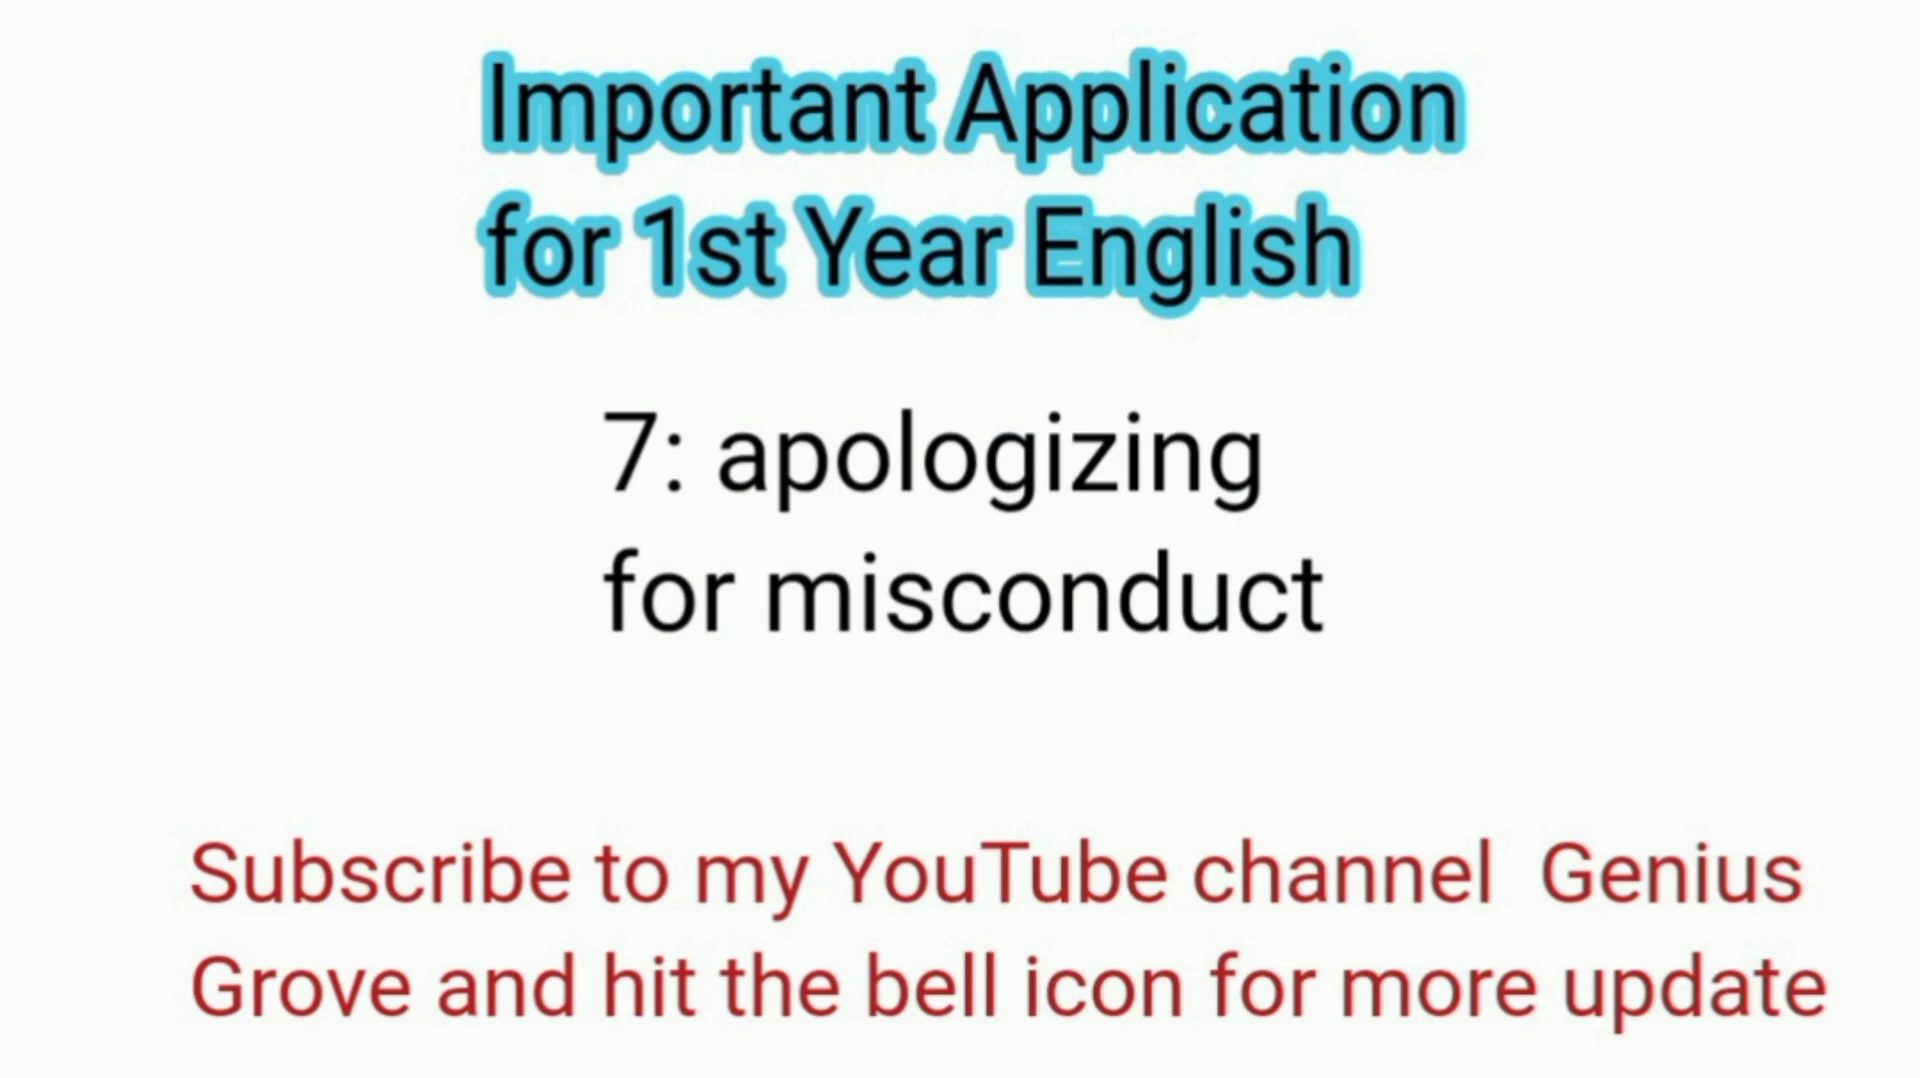 Important Application
for 1st Year English
7: apologizing
for misconduct
Subscribe to my YouTube channel  Genius
Grove and hit the bell icon for more update